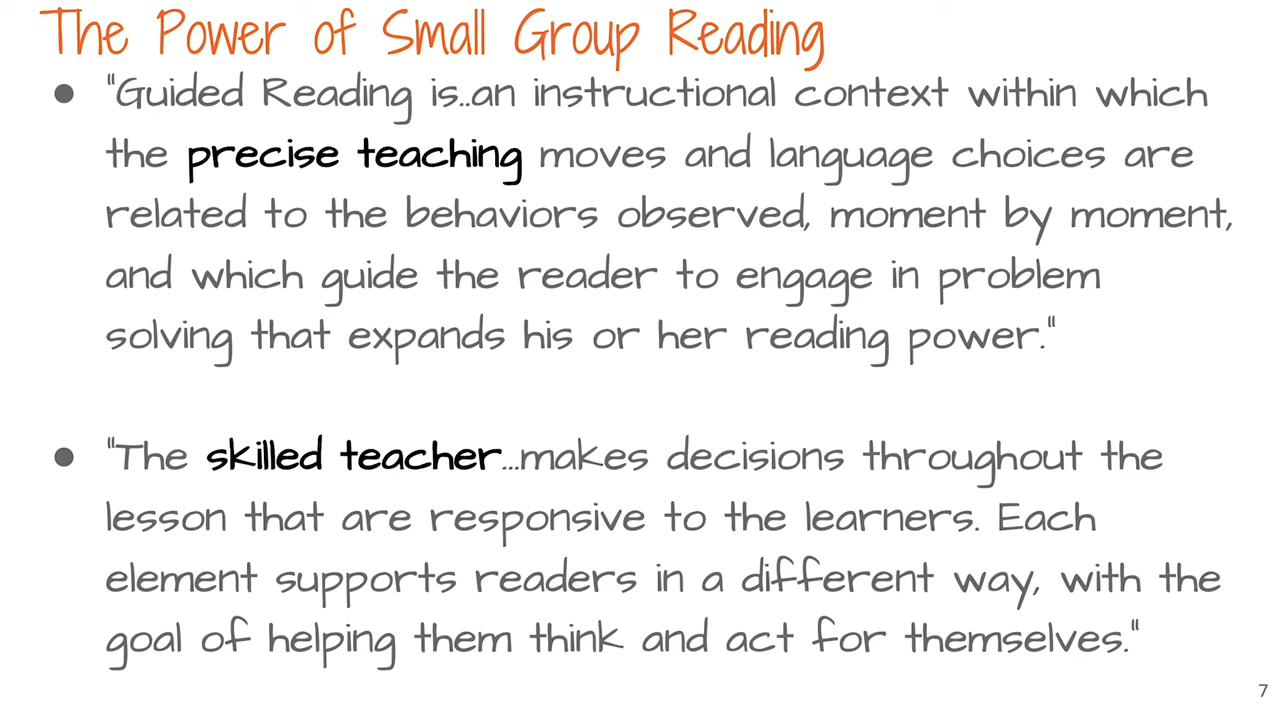 The Power of Small Group Reading
● "Guided Reading is..an instructional context within which
the precise teaching moves and language choices are
related to the behaviors observed, moment by moment,
and which guide the reader to engage in problem
solving that expands his or her reading power."
● "The skilled teacher...makes decisions throughout the
lesson that are responsive to the learners. Each
element supports readers in a different way, with the
goal of helping them think and act for themselves."
7